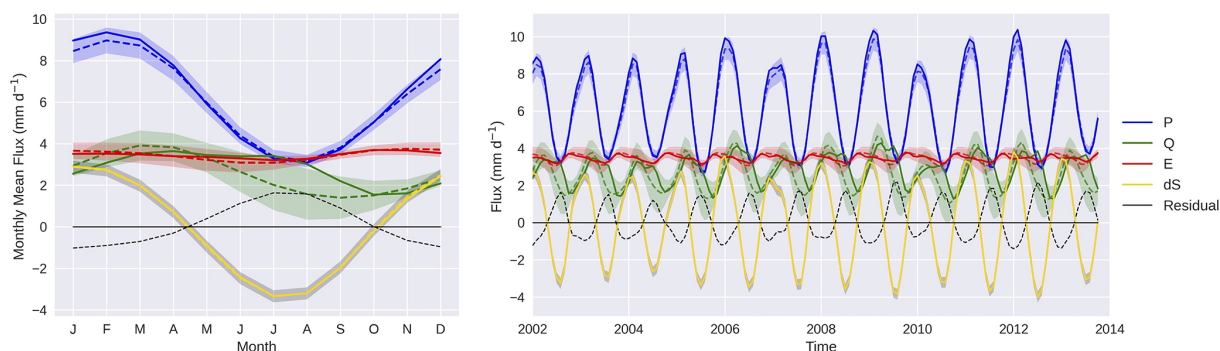 10
8
6
4
2
0
−2
−4
Monthly Mean Flux (mm d⁻¹)
J F M A M J J A S O N D
Month
10
8
6
4
2
0
−2
−4
Flux (mm d⁻¹)
2002 2004 2006 2008 2010 2012 2014
Time
P
Q
E
dS
Residual